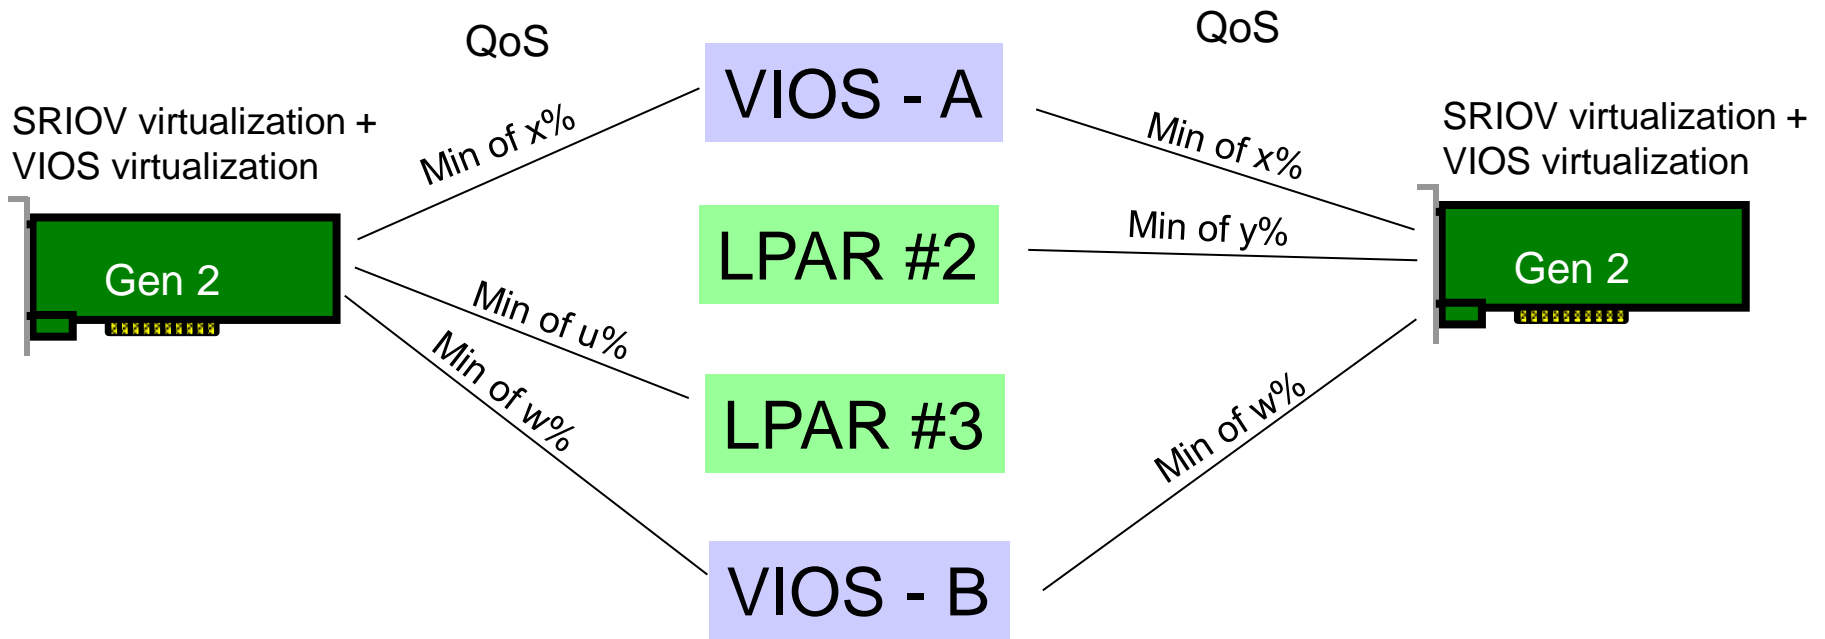 QoS
QoS
SRIOV virtualization +
VIOS virtualization
VIOS - A
SRIOV virtualization +
VIOS virtualization
Min of x%
Min of x%
Gen 2
LPAR #2
Min of y%
Gen 2
Min of u%
Min of w%
LPAR #3
Min of w%
VIOS - B